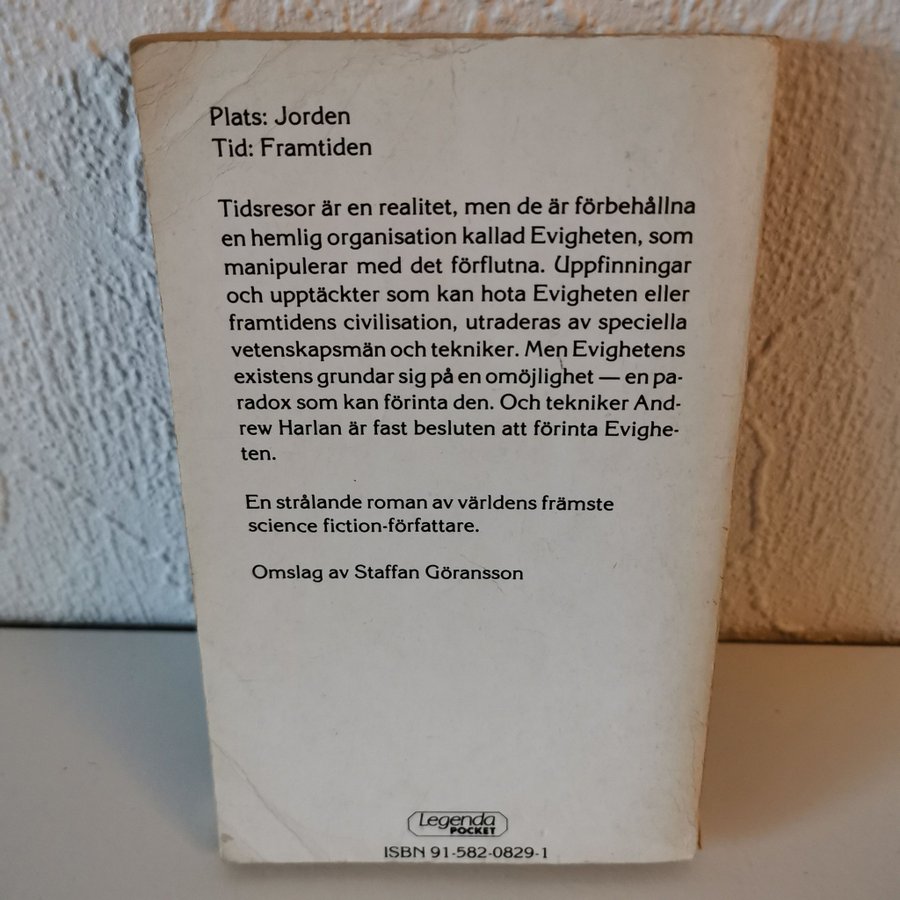 Plats: Jorden
Tid: Framtiden
Tidsresor är en realitet, men de är förbehållna
en hemlig organisation kallad Evigheten, som
manipulerar med det förflutna. Uppfinningar
och upptäckter som kan hota Evigheten eller
framtidens civilisation, utraderas av speciella
vetenskapsmän och tekniker. Men Evighetens
existens grundar sig på en omöjlighet — en pa-
radox som kan förinta den. Och tekniker And-
rew Harlan är fast besluten att förinta Evighe-
ten.
En strålande roman av världens främste
science fiction-författare.
Omslag av Staffan Göransson
Legenda
POCKET
ISBN 91-582-0829-1